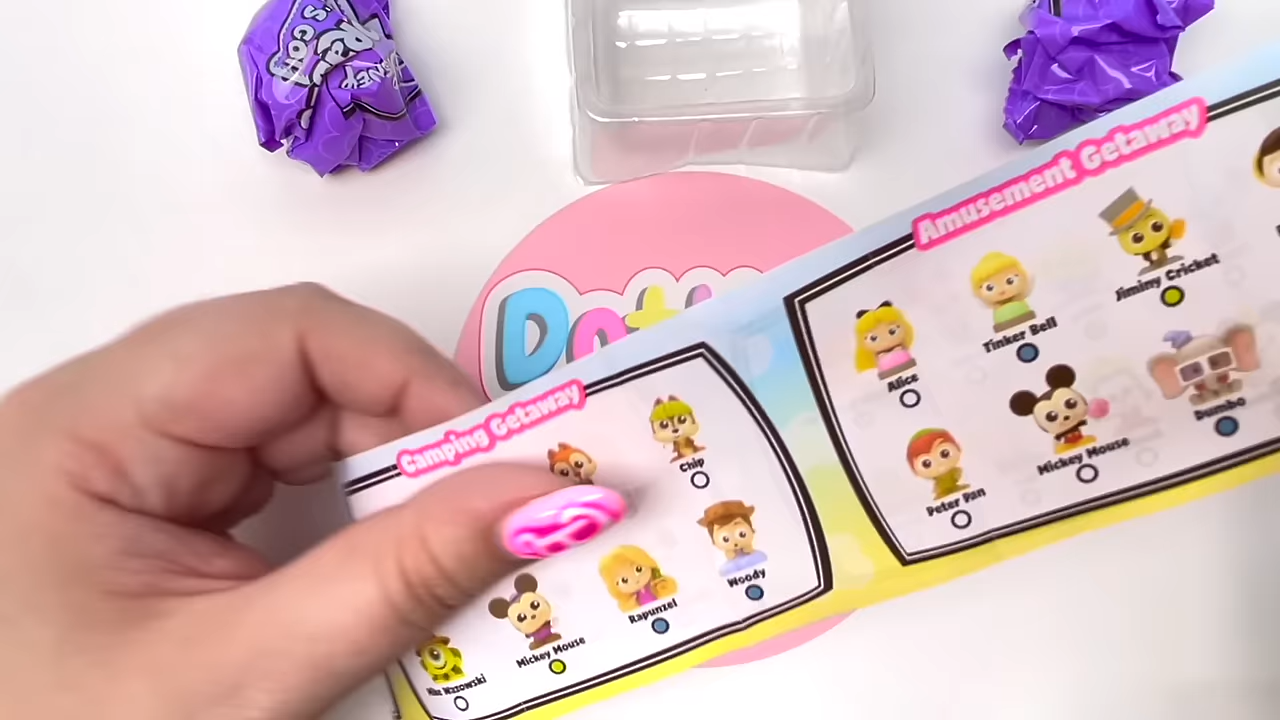 DISNEY
Amusement Getaway
Jiminy Cricket
Tinker Bell
Alice
Dumbo
Mickey Mouse
Peter Pan
Camping Getaway
Chip
Woody
Rapunzel
Mickey Mouse
Mike Wazowski